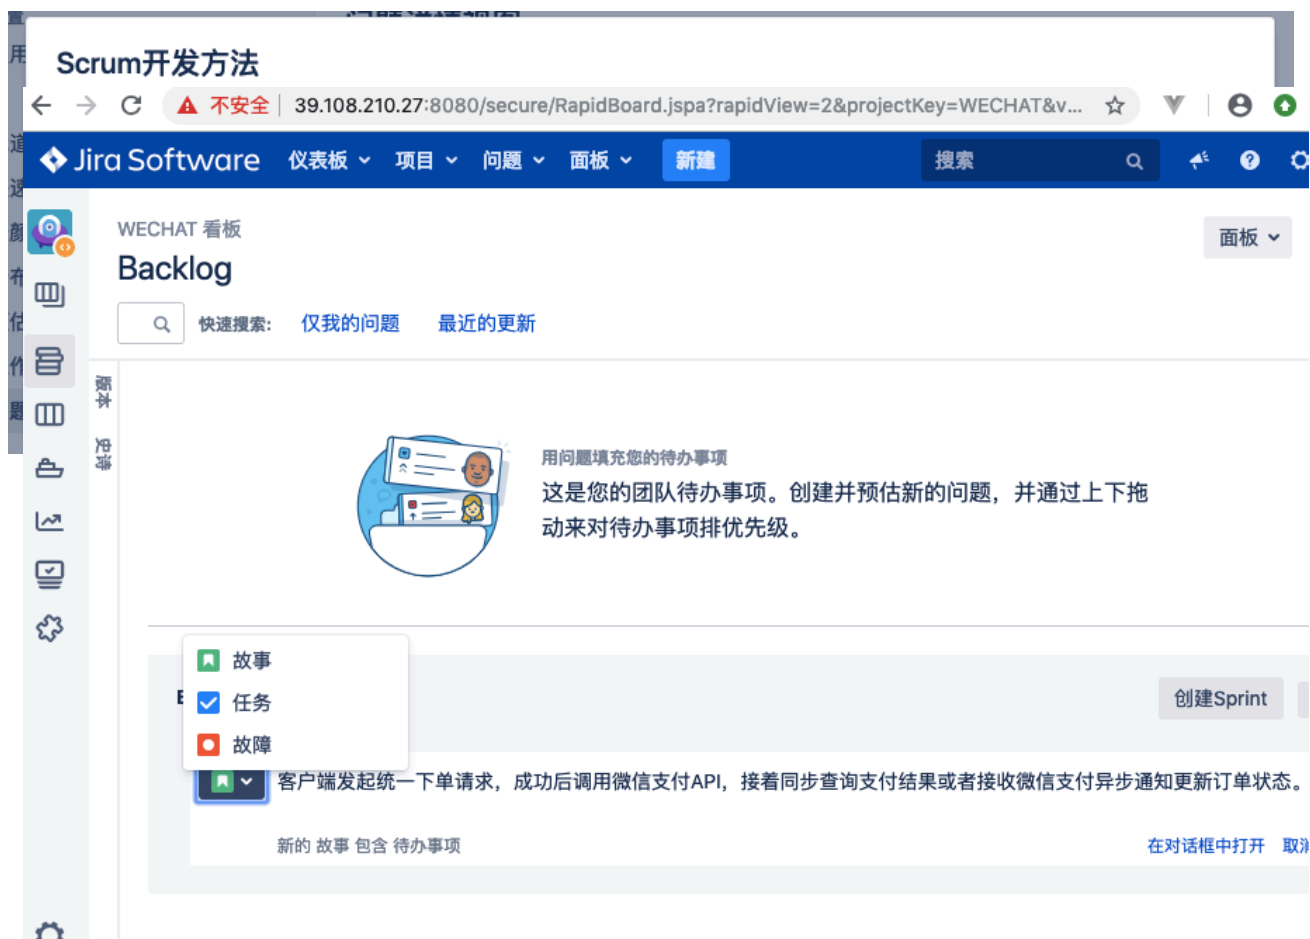 Scrum开发方法
不安全 39.108.210.27:8080/secure/RapidBoard.jspa?rapidView=2&projectKey=WECHAT&v...
Jira Software 仪表板 项目 问题 面板 新建 搜索
WECHAT 看板
面板
Backlog
快速搜索: 仅我的问题 最近的更新
版本
史诗
用问题填充您的待办事项
这是您的团队待办事项。创建并预估新的问题，并通过上下拖
动来对待办事项排优先级。
故事
任务
创建Sprint
故障
客户端发起统一下单请求，成功后调用微信支付API，接着同步查询支付结果或者接收微信支付异步通知更新订单状态。
新的 故事 包含 待办事项
在对话框中打开 取消